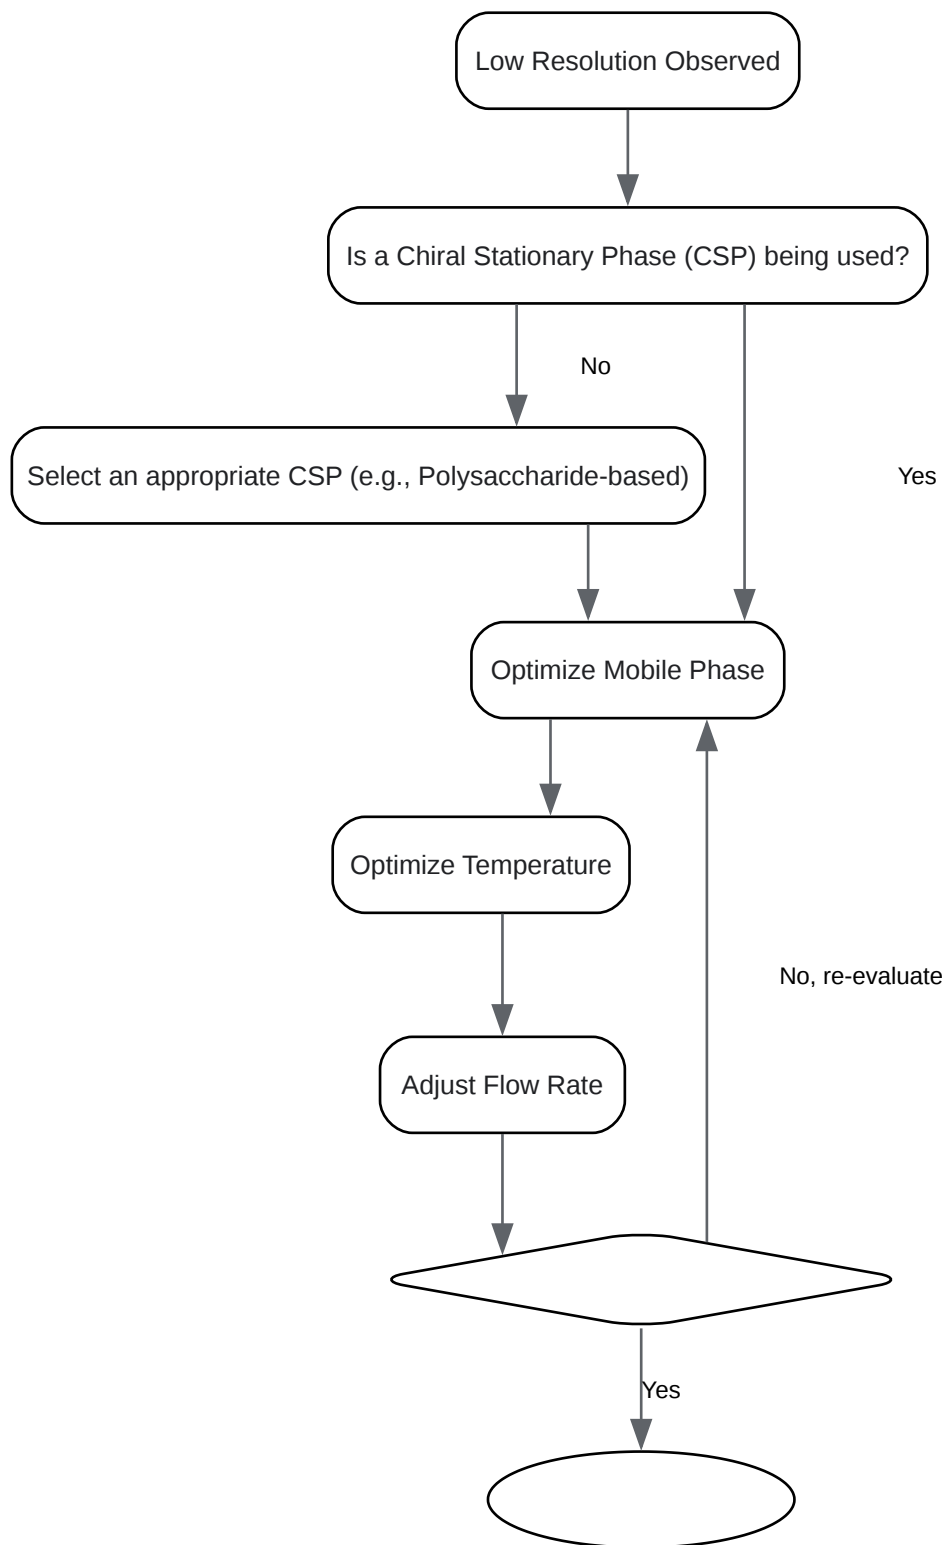 Low Resolution Observed
Is a Chiral Stationary Phase (CSP) being used?
No
Select an appropriate CSP (e.g., Polysaccharide-based)
Yes
Optimize Mobile Phase
Optimize Temperature
No, re-evaluate
Adjust Flow Rate
Yes